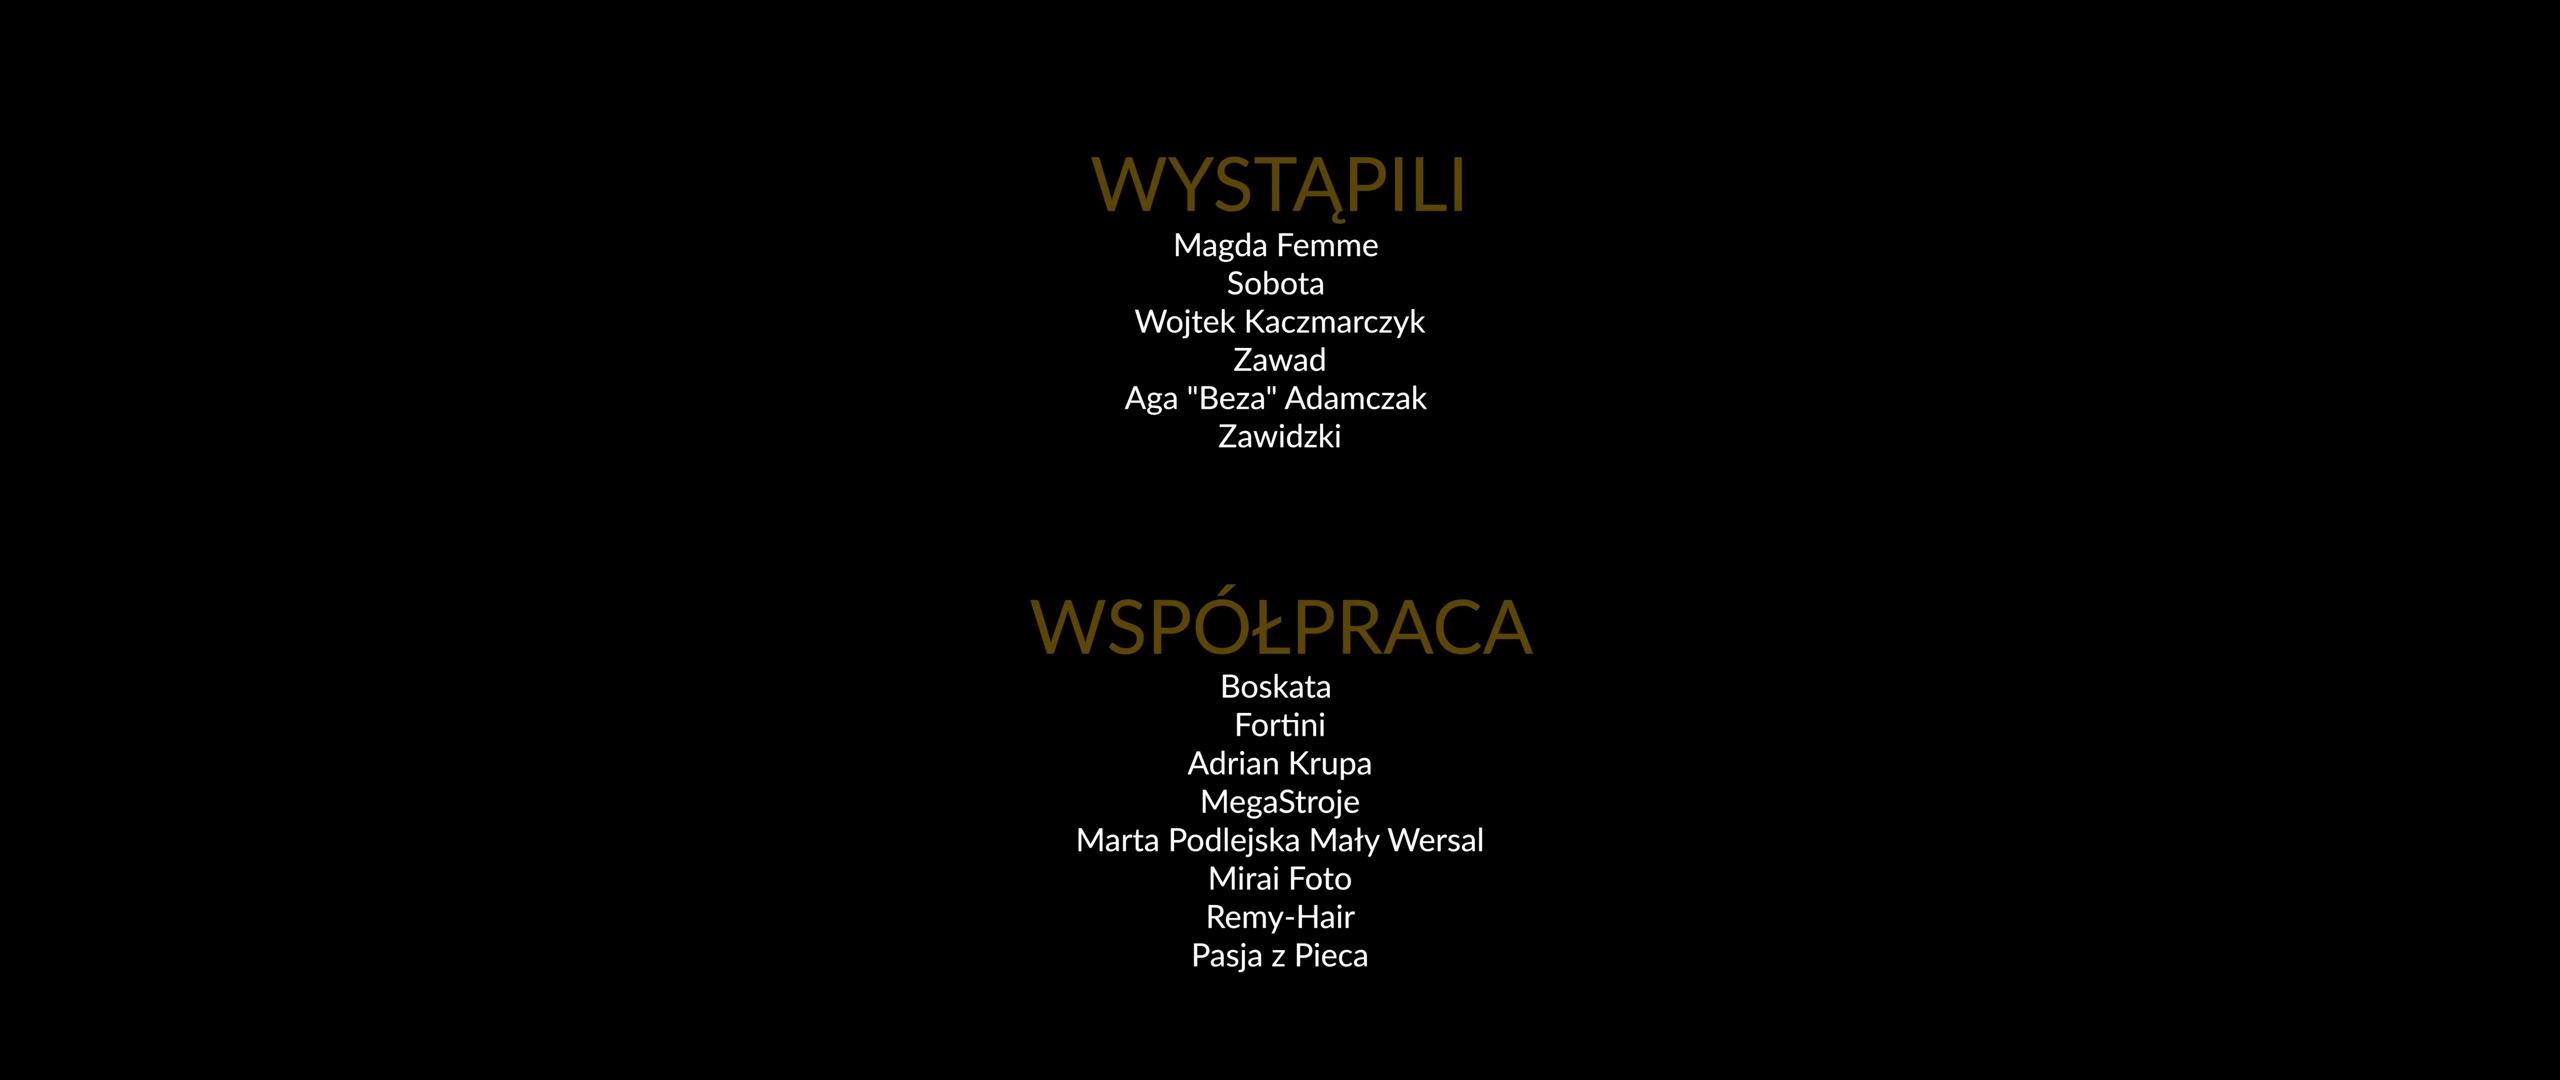 WYSTĄPILI
Magda Femme
Sobota
Wojtek Kaczmarczyk
Zawad
Aga "Beza" Adamczak
Zawidzki
WSPÓŁPRACA
Boskata
Fortini
Adrian Krupa
MegaStroje
Marta Podlejska Mały Wersal
Mirai Foto
Remy-Hair
Pasja z Pieca